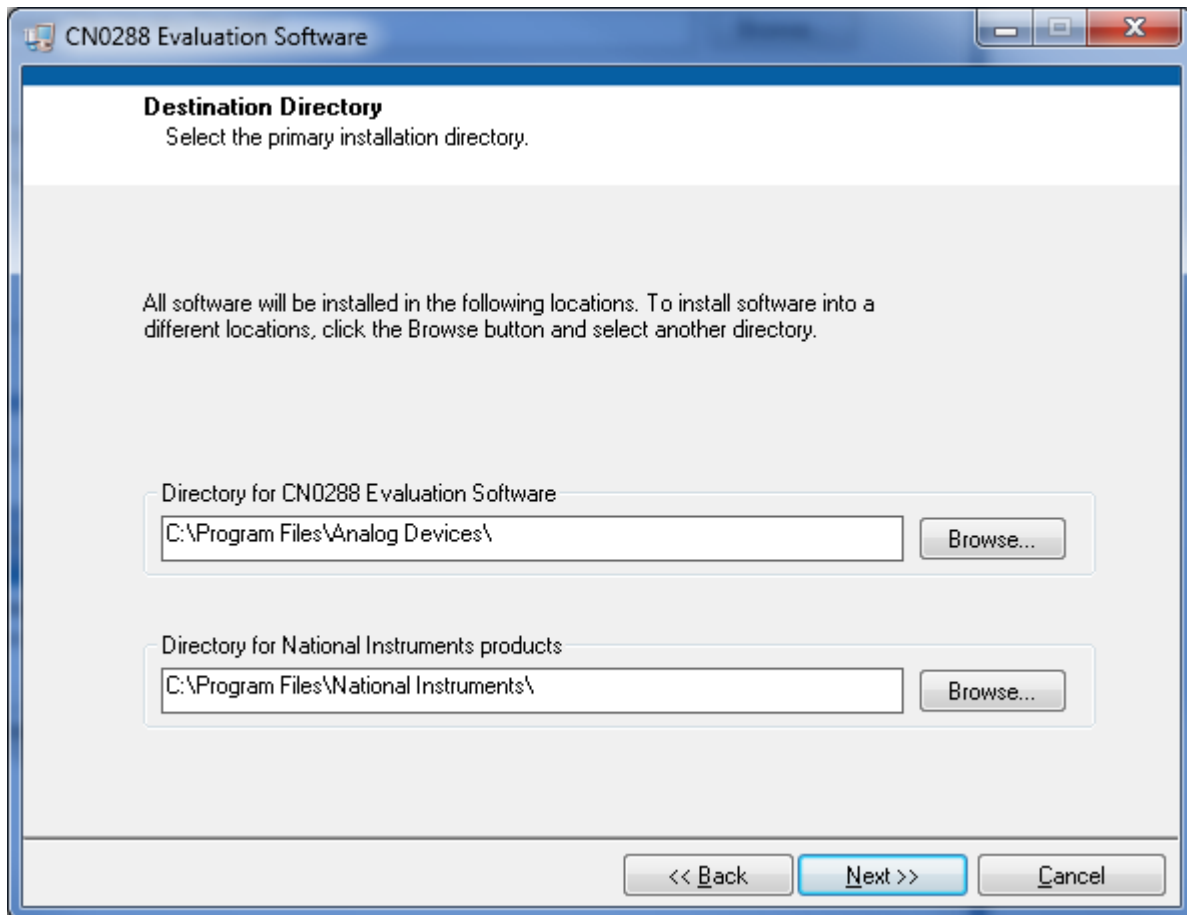 CN0288 Evaluation Software
Destination Directory
Select the primary installation directory.
All software will be installed in the following locations. To install software into a
different locations, click the Browse button and select another directory.
Directory for CN0288 Evaluation Software
C:\Program Files\Analog Devices\
Browse...
Directory for National Instruments products
C:\Program Files\National Instruments\
Browse...
<< Back
Next >>
Cancel